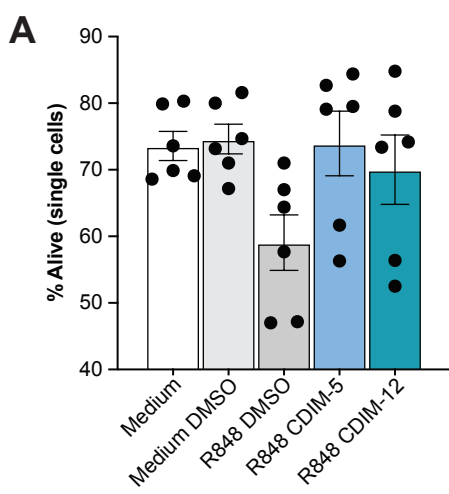 A
% Alive (single cells)
90
80
70
60
50
40
Medium
Medium DMSO
R848 DMSO
R848 CDIM-5
R848 CDIM-12